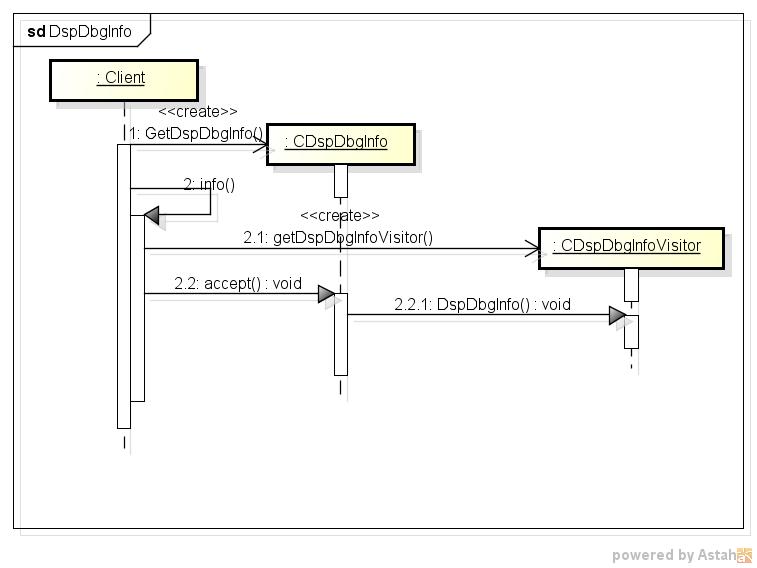 sd DspDbgInfo
: Client
<<create>>
1: GetDspDbgInfo()
: CDspDbgInfo
2: info()
<<create>>
2.1: getDspDbgInfoVisitor()
: CDspDbgInfoVisitor
2.2: accept() : void
2.2.1: DspDbgInfo() : void
powered by Astah